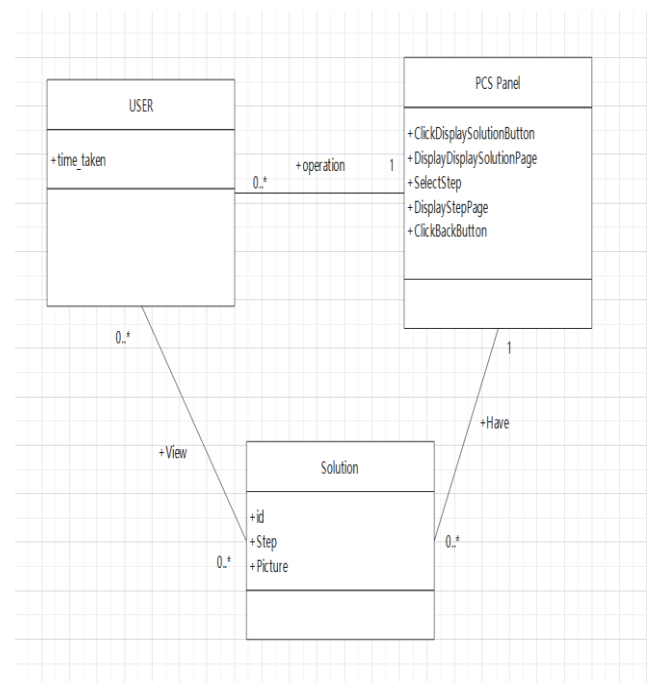 USER
+time_taken
0..*
+operation
1
PCS Panel
+ClickDisplaySolutionButton
+DisplayDisplaySolutionPage
+SelectStep
+DisplayStepPage
+ClickBackButton
0..*
+View
0..*
1
+Have
0..*
Solution
+id
+Step
+Picture